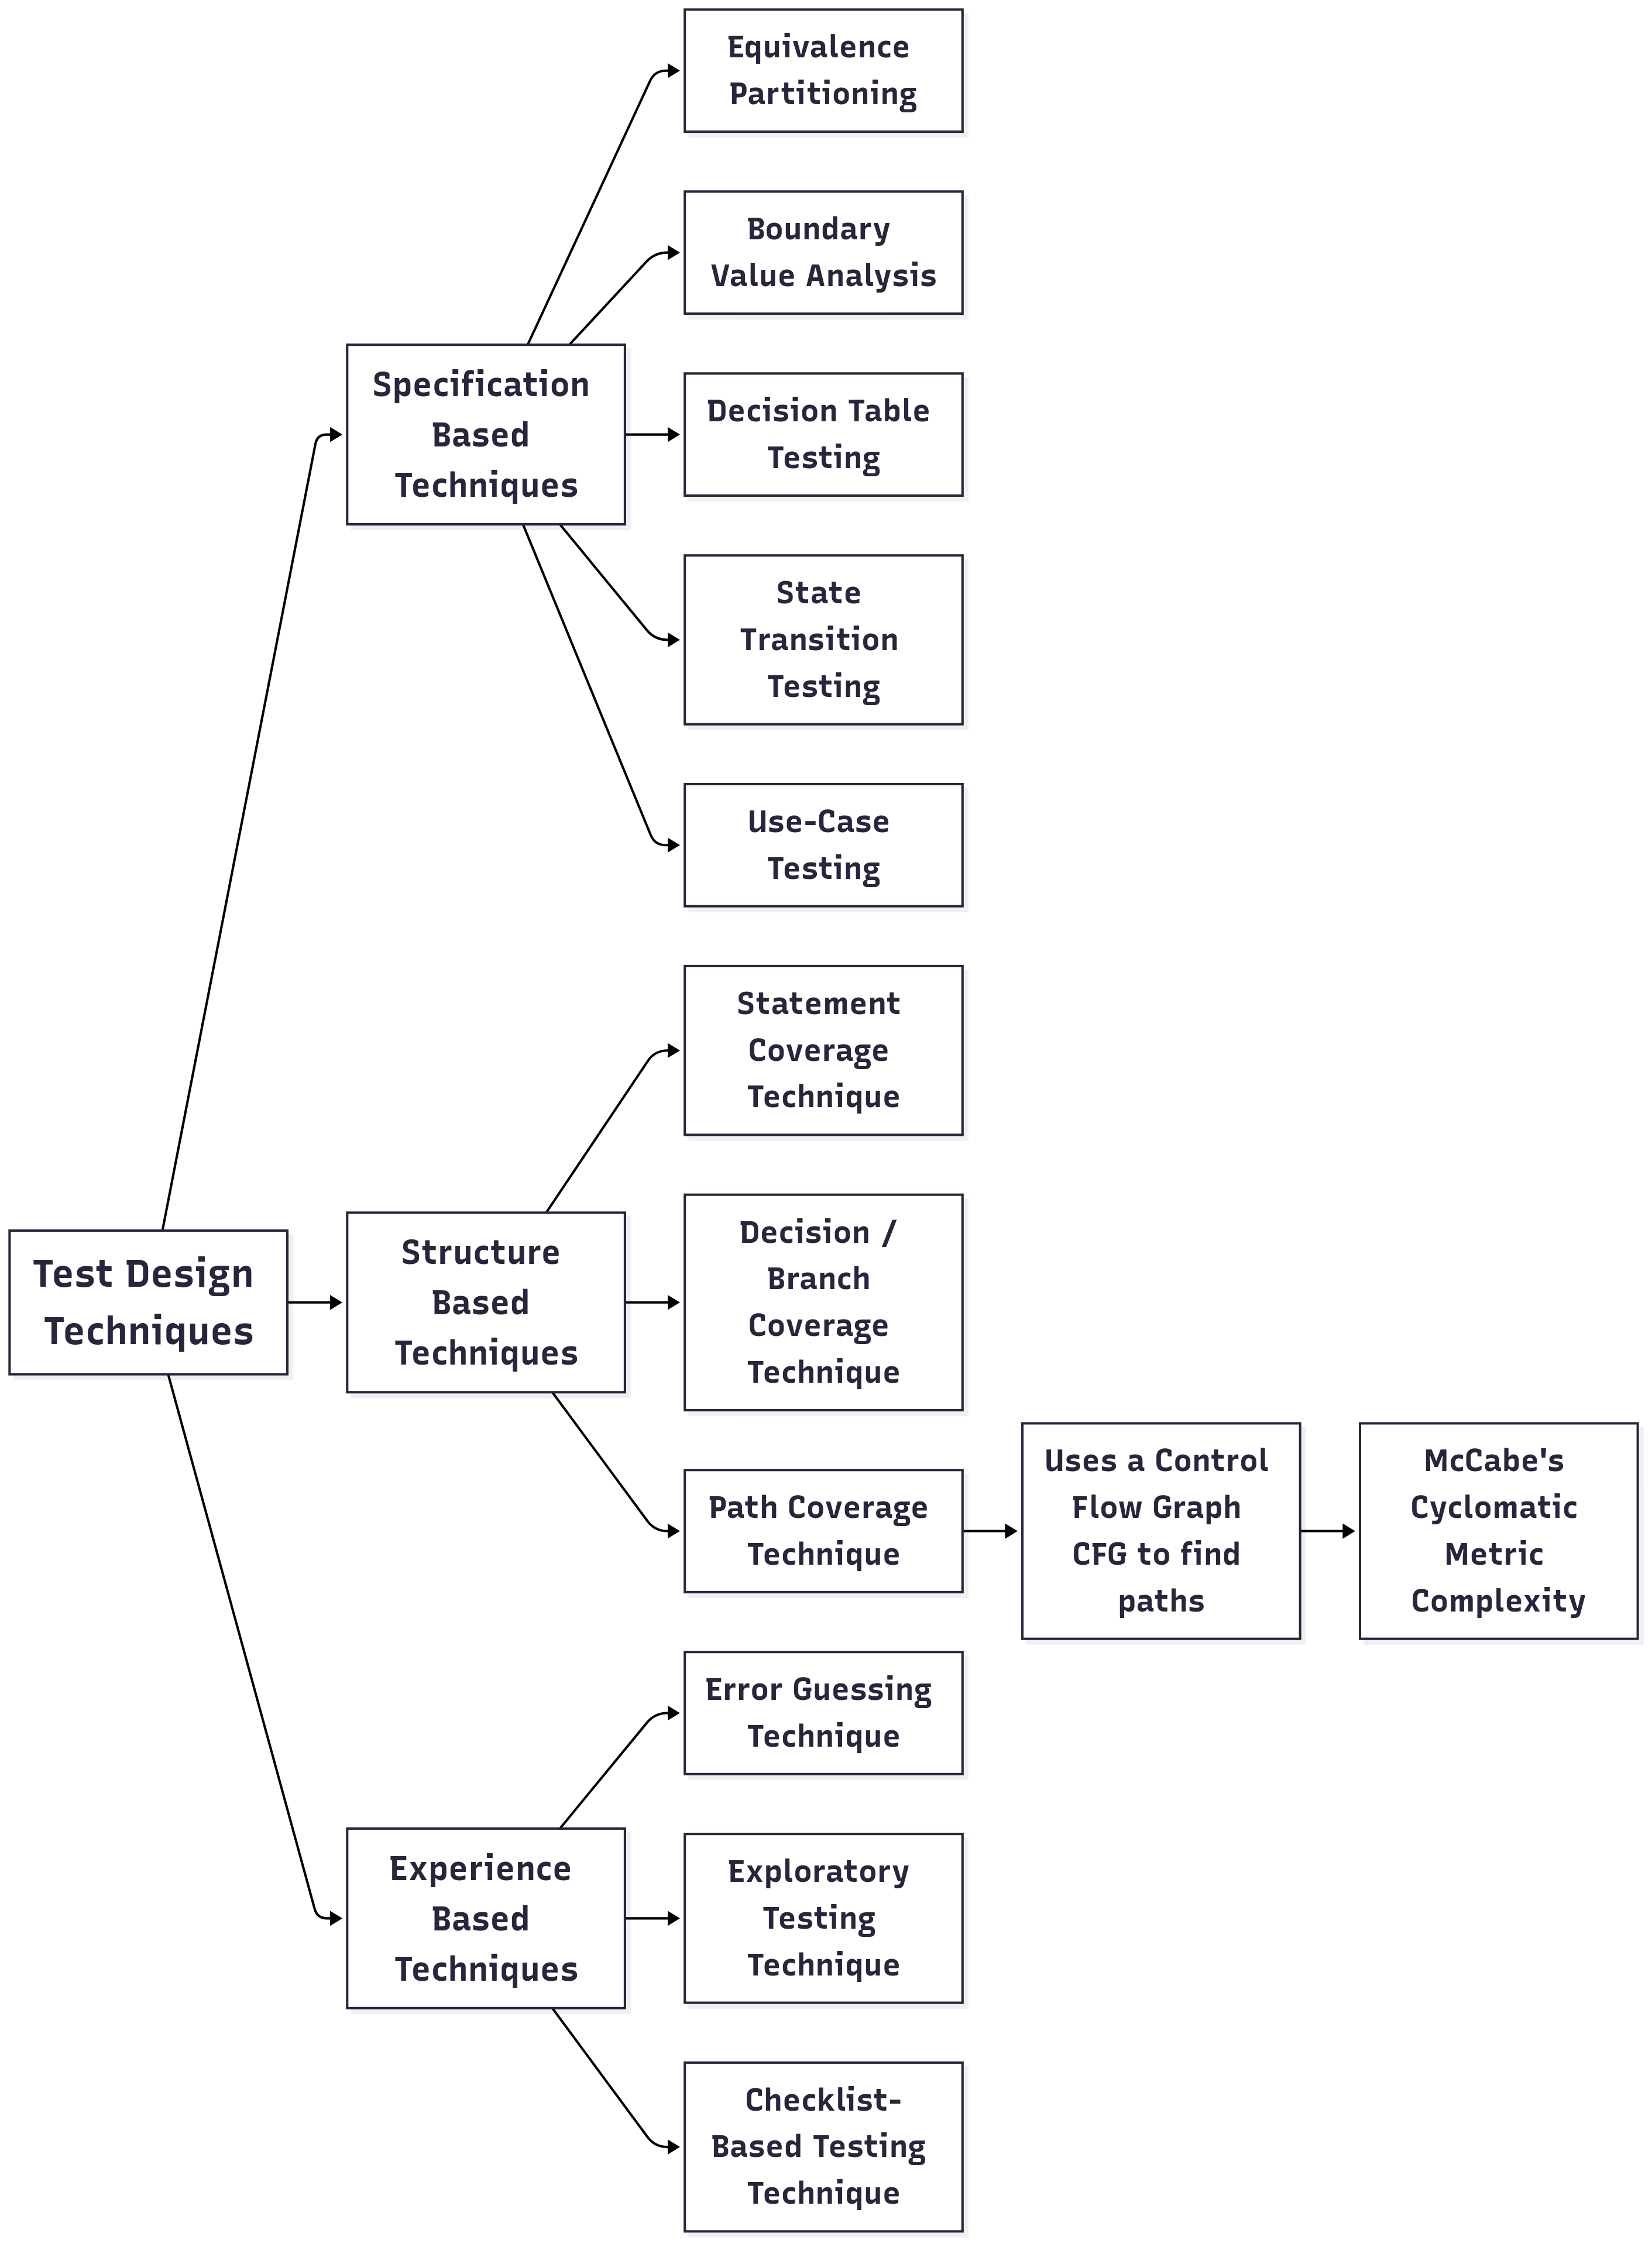 Equivalence
Partitioning
Boundary
Value Analysis
Specification
Based
Techniques
Decision Table
Testing
State
Transition
Testing
Use-Case
Testing
Statement
Coverage
Technique
Test Design
Techniques
Structure
Based
Techniques
Decision /
Branch
Coverage
Technique
Path Coverage
Technique
Uses a Control
Flow Graph
CFG to find
paths
McCabe's
Cyclomatic
Metric
Complexity
Error Guessing
Technique
Experience
Based
Techniques
Exploratory
Testing
Technique
Checklist-
Based Testing
Technique